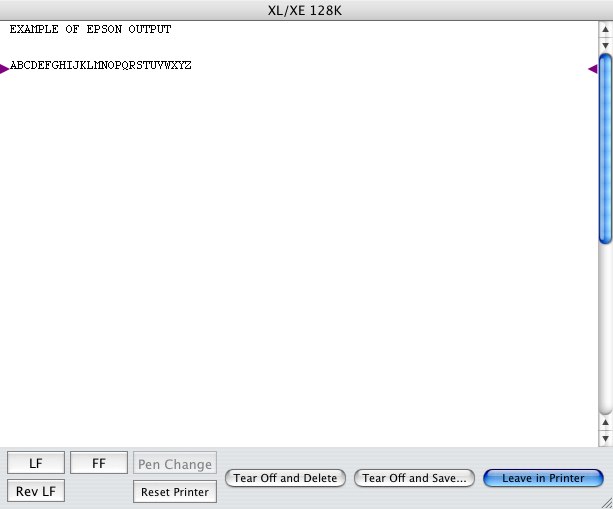 XL/XE 128K
EXAMPLE OF EPSON OUTPUT
ABCDEFGHIJKLMNOPQRSTUVWXYZ
LF
FF
Pen Change
Rev LF
Reset Printer
Tear Off and Delete
Tear Off and Save...
Leave in Printer